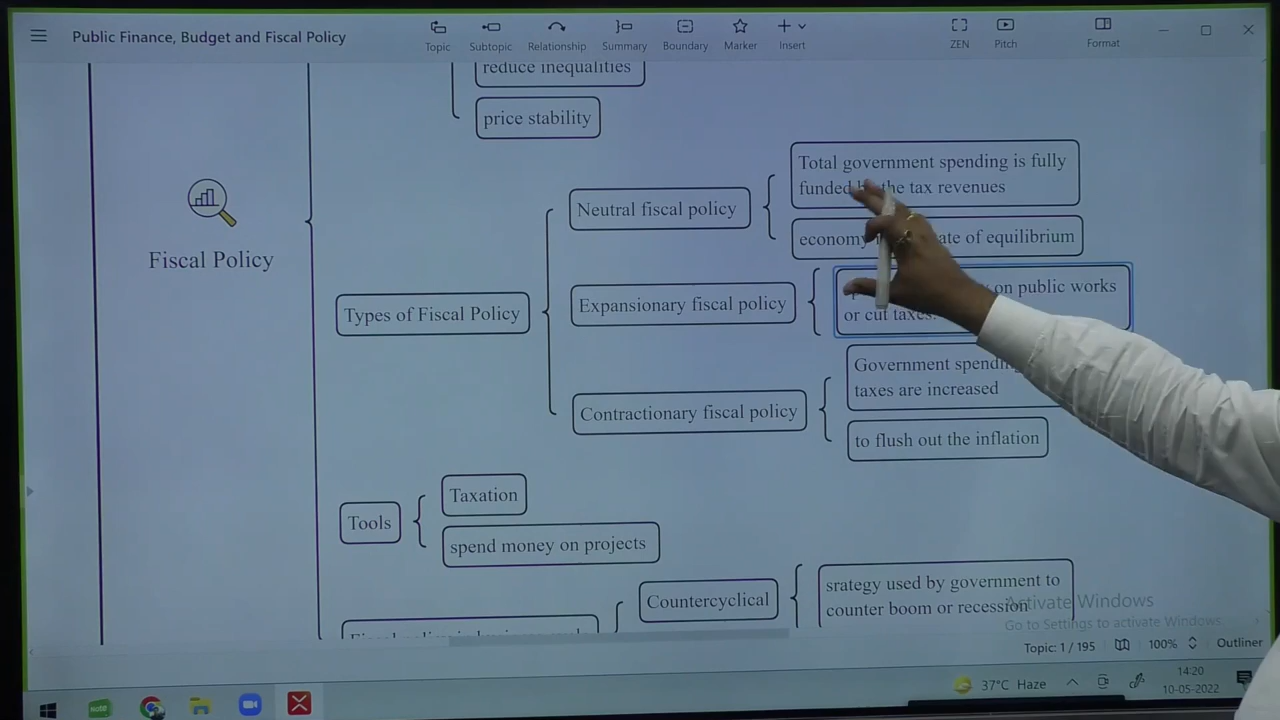 Public Finance, Budget and Fiscal Policy
Topic
Subtopic
Relationship
Summary
Boundary
Marker
Insert
ZEN
Pitch
Format
reduce inequalities
price stability
Fiscal Policy
Types of Fiscal Policy
Neutral fiscal policy
Total government spending is fully
funded the tax revenues
economy of equilibrium
Expansionary fiscal policy
on public works
or cut taxes.
Contractionary fiscal policy
Government
taxes are increased
to flush out the inflation
Tools
Taxation
spend money on projects
Countercyclical
srategy used by government to
counter boom or recession
Activate Windows
Go to Settings to activate Windows.
Topic: 1 / 195
100%
Outliner
note
37°C Haze
14:20
10-05-2022